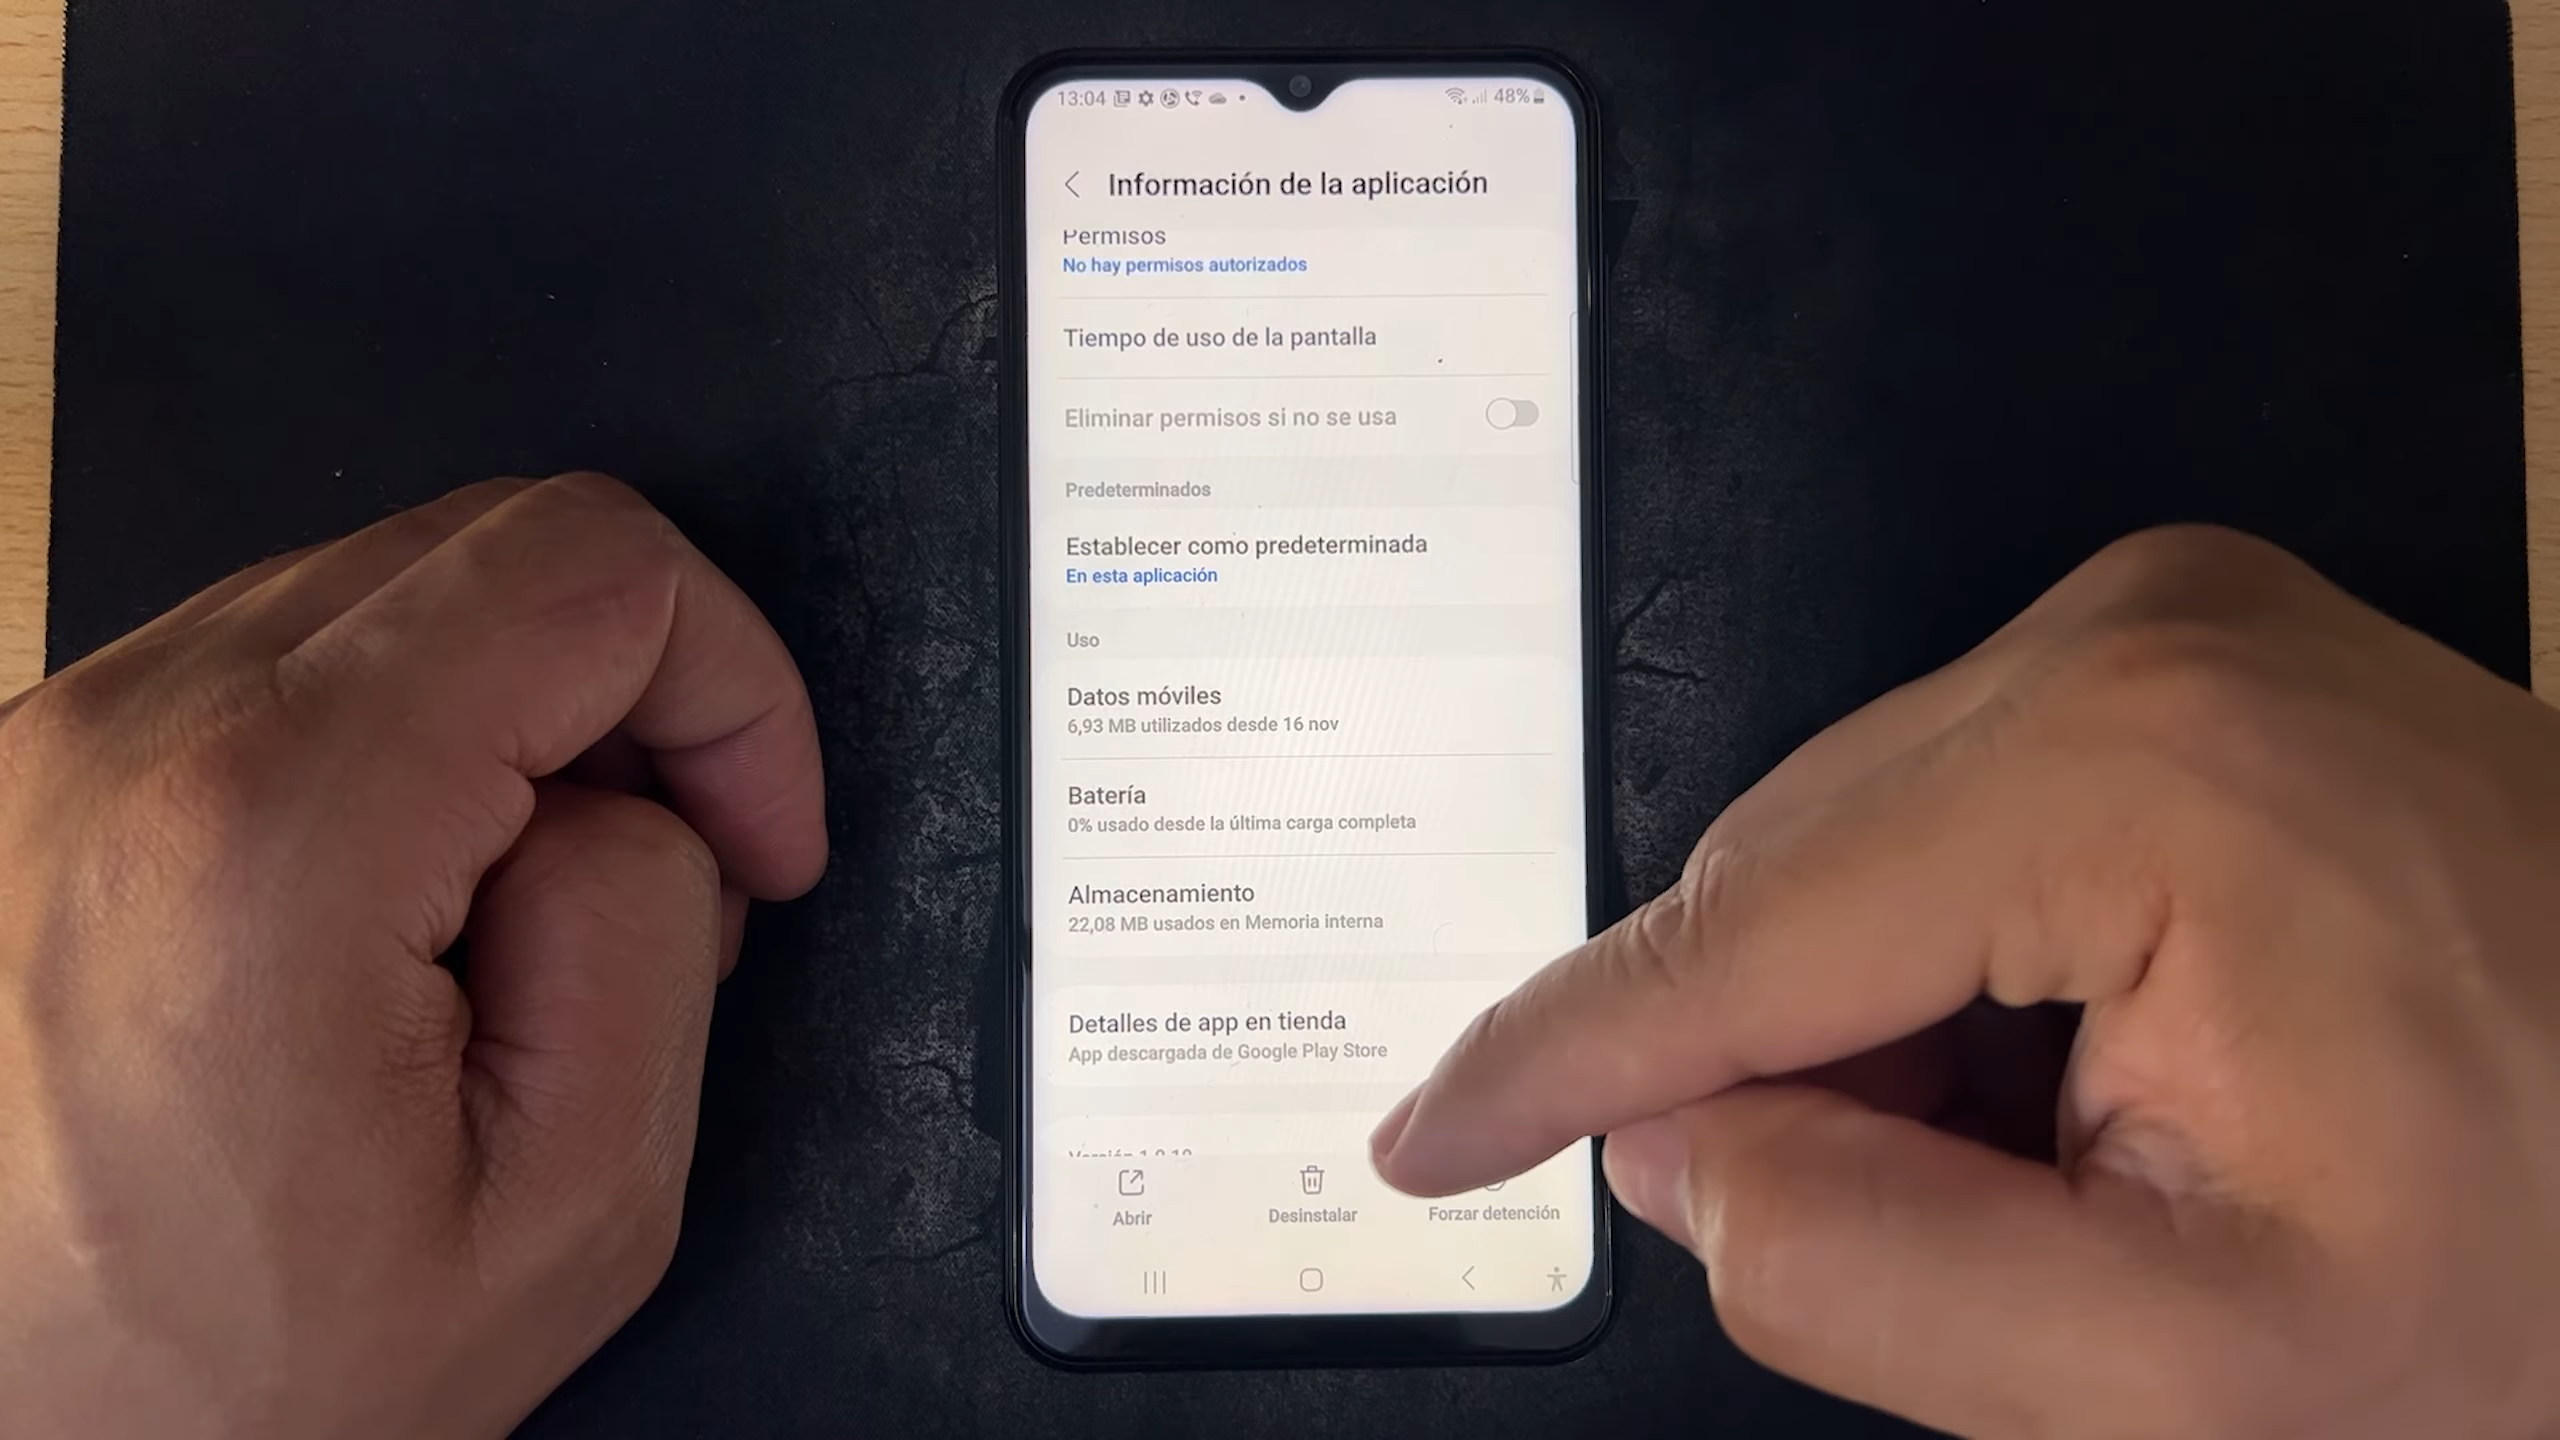 13:04
48%
Información de la aplicación
Permisos
No hay permisos autorizados
Tiempo de uso de la pantalla
Eliminar permisos si no se usa
Predeterminados
Establecer como predeterminada
En esta aplicación
Uso
Datos móviles
6,93 MB utilizados desde 16 nov
Batería
0% usado desde la última carga completa
Almacenamiento
22,08 MB usados en Memoria interna
Detalles de app en tienda
App descargada de Google Play Store
Versión
Abrir
Desinstalar
Forzar detención